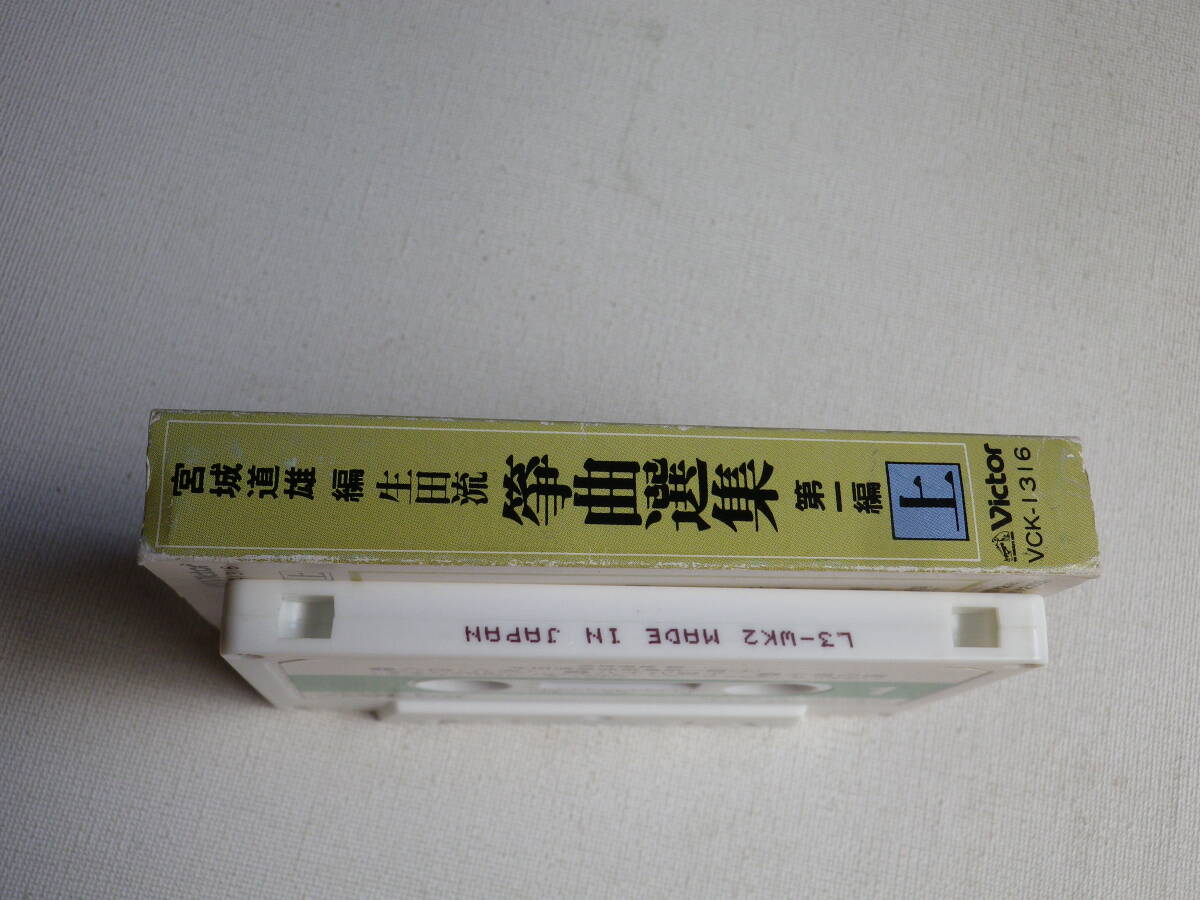 宮城道雄 編 生田流 箏曲選集 第一編 上
Victor
VCK-1316
L3-WK2 MADE IN JAPAN